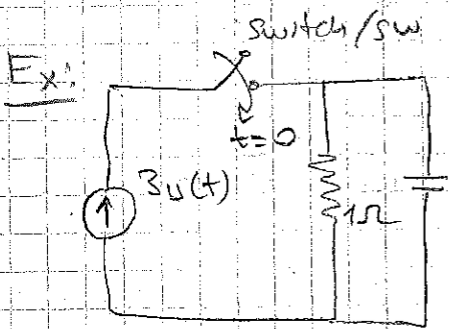 switch/sw
Ex:
t=0
3u(t)
1Ω